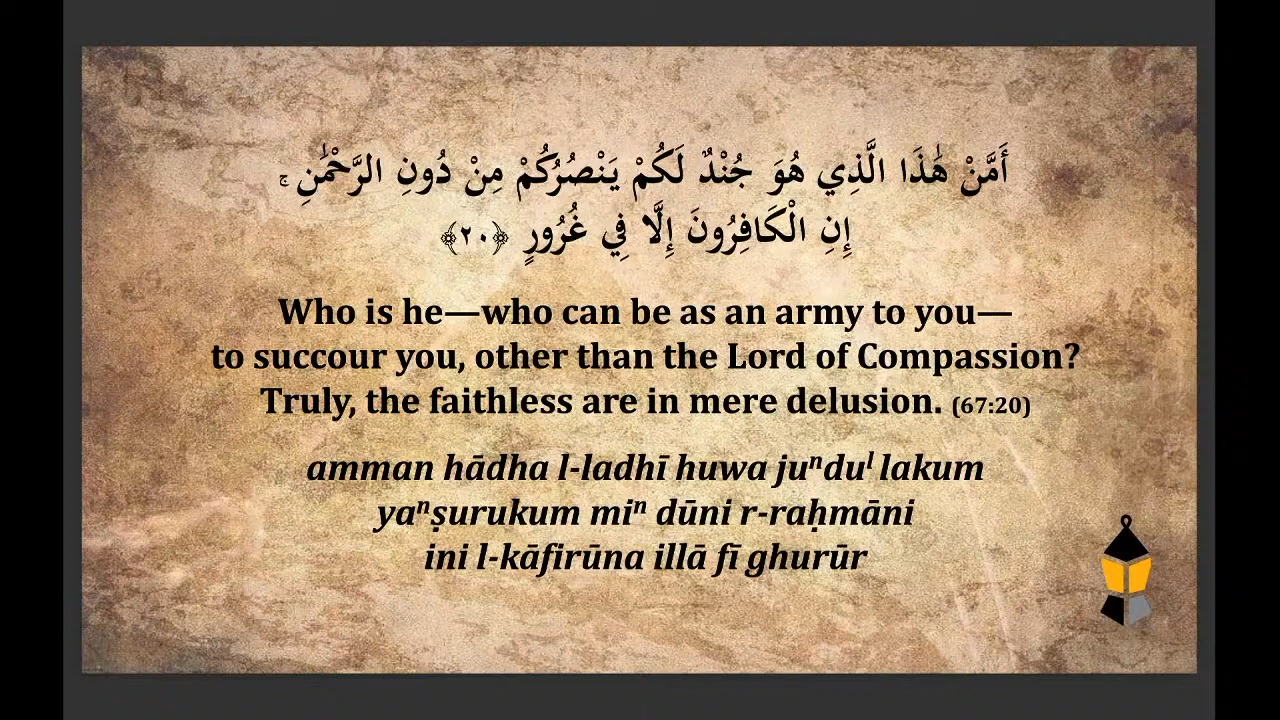 أَمَّنْ هَٰذَا الَّذِي هُوَ جُنْدٌ لَكُمْ يَنْصُرُكُمْ مِنْ دُونِ الرَّحْمَٰنِ ۚ
إِنِ الْكَافِرُونَ إِلَّا فِي غُرُورٍ ﴿٢٠﴾
Who is he—who can be as an army to you—
to succour you, other than the Lord of Compassion?
Truly, the faithless are in mere delusion. (67:20)
amman hādha l-ladhī huwa juⁿduˡ lakum
yaⁿṣurukum miⁿ dūni r-raḥmāni
ini l-kāfirūna illā fī ghurūr